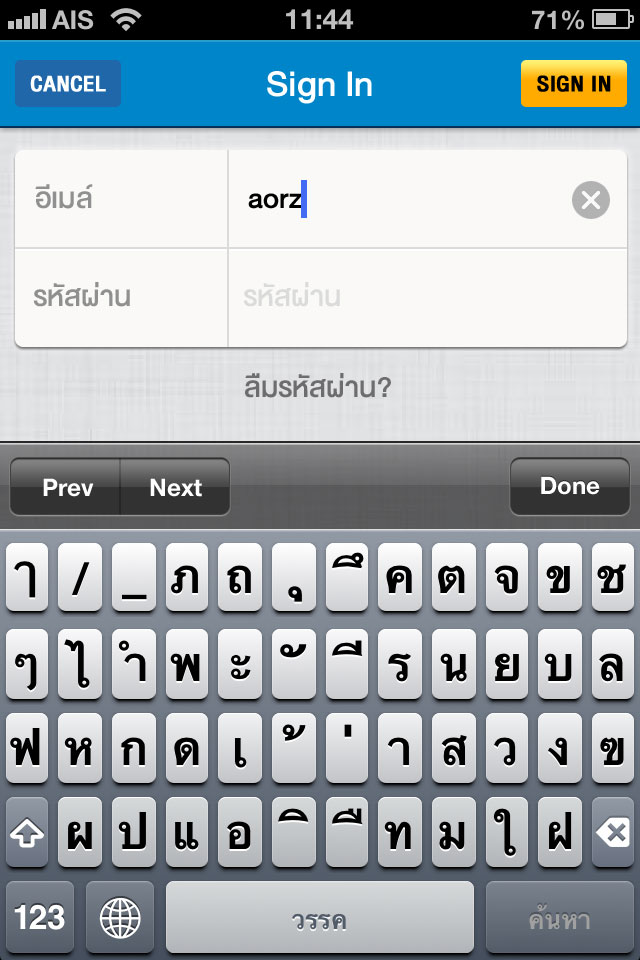 AIS 11:44 71%
CANCEL Sign In SIGN IN
อีเมล์ aorz
รหัสผ่าน รหัสผ่าน
ลืมรหัสผ่าน?
Prev Next Done
ๅ / _ ภ ถ ุ ึ ค ต จ ข ช
ๆ ไ ำ พ ะ ั ี ร น ย บ ล
ฟ ห ก ด เ ้ ่ า ส ว ง ฃ
ผ ป แ อ ิ ื ท ม ใ ฝ
123 วรรค ค้นหา